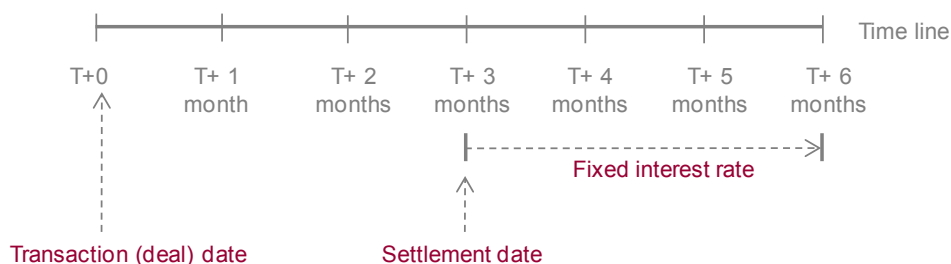 Time line
T+0 T+ 1 T+ 2 T+ 3 T+ 4 T+ 5 T+ 6
month months months months months months
Fixed interest rate
Transaction (deal) date Settlement date